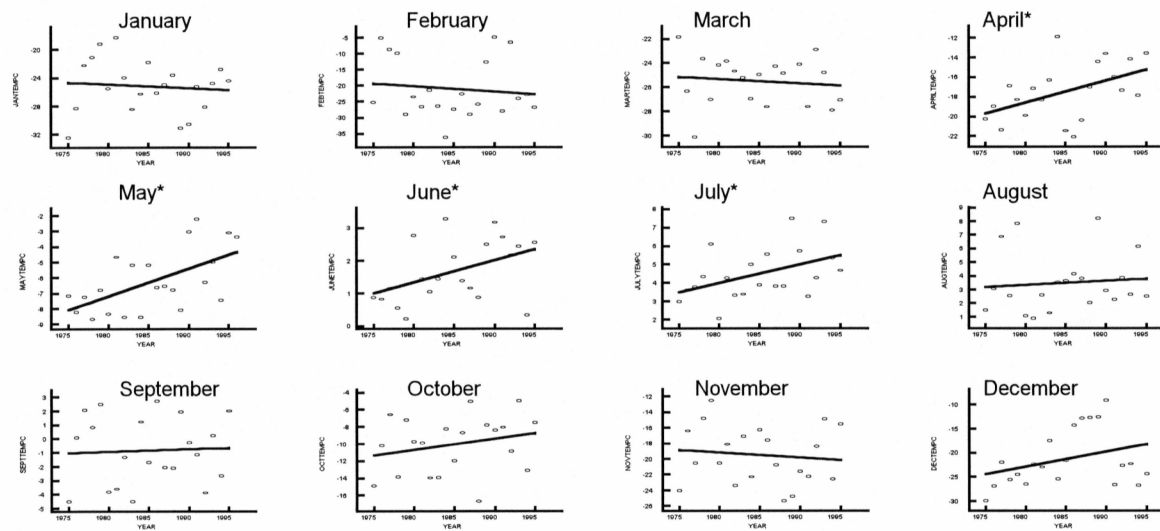 January
-20
-24
-28
-32
JANTEMPC
1975 1980 1985 1990 1995
YEAR
February
-5
-10
-15
-20
-25
-30
-35
FEBTEMPC
1975 1980 1985 1990 1995
YEAR
March
-22
-24
-26
-28
-30
MARTEMPC
1975 1980 1985 1990 1995
YEAR
April*
-12
-14
-16
-18
-20
-22
APRILTEMPC
1975 1980 1985 1990 1995
YEAR
May*
-2
-3
-4
-5
-6
-7
-8
-9
MAYTEMPC
1975 1980 1985 1990 1995
YEAR
June*
3
2
1
0
JUNETEMPC
1975 1980 1985 1990 1995
YEAR
July*
8
7
6
5
4
3
2
JULYTEMPC
1975 1980 1985 1990 1995
YEAR
August
9
8
7
6
5
4
3
2
1
AUGTEMPC
1975 1980 1985 1990 1995
YEAR
September
3
2
1
0
-1
-2
-3
-4
-5
SEPTTEMPC
1975 1980 1985 1990 1995
YEAR
October
-4
-6
-8
-10
-12
-14
-16
OCTTEMPC
1975 1980 1985 1990 1995
YEAR
November
-14
-16
-18
-20
-22
-24
-26
NOVTEMPC
1975 1980 1985 1990 1995
YEAR
December
-10
-15
-20
-25
-30
DECTEMPC
1975 1980 1985 1990 1995
YEAR